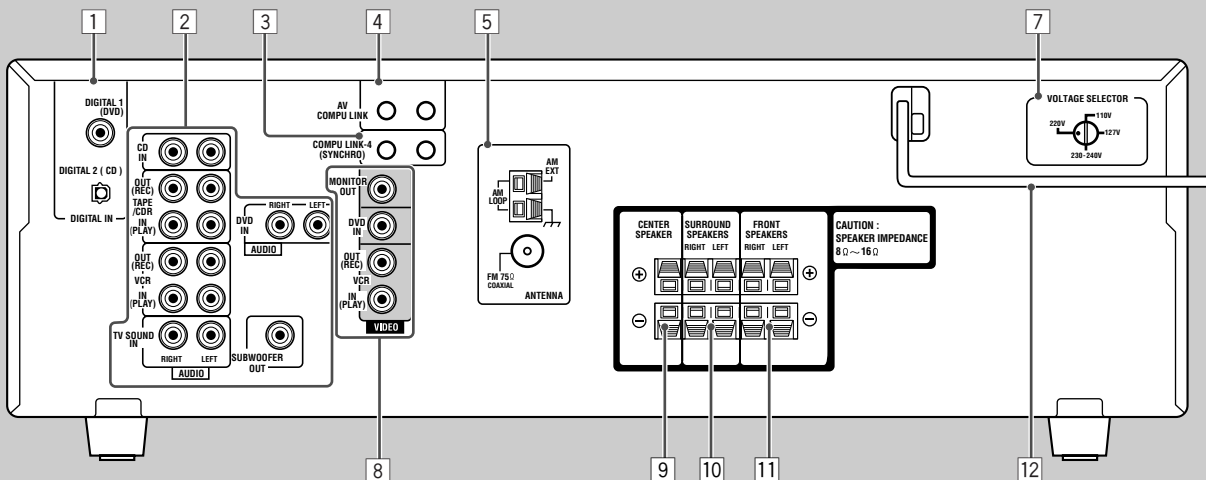 1
2
3
4
5
7
DIGITAL 1
(DVD)
DIGITAL 2 ( CD )
DIGITAL IN
CD
IN
OUT
(REC)
TAPE
/CDR
IN
(PLAY)
OUT
(REC)
VCR
IN
(PLAY)
TV SOUND
IN
RIGHT
LEFT
AUDIO
RIGHT
LEFT
DVD
IN
AUDIO
SUBWOOFER
OUT
AV
COMPU LINK
COMPU LINK-4
(SYNCHRO)
MONITOR
OUT
DVD
IN
OUT
(REC)
VCR
IN
(PLAY)
VIDEO
AM
EXT
AM
LOOP
FM 75Ω
COAXIAL
ANTENNA
CENTER
SPEAKER
SURROUND
SPEAKERS
RIGHT LEFT
FRONT
SPEAKERS
RIGHT LEFT
+
+
−
−
CAUTION :
SPEAKER IMPEDANCE
8Ω～16Ω
VOLTAGE SELECTOR
110V
220V
127V
230-240V
8
9
10
11
12